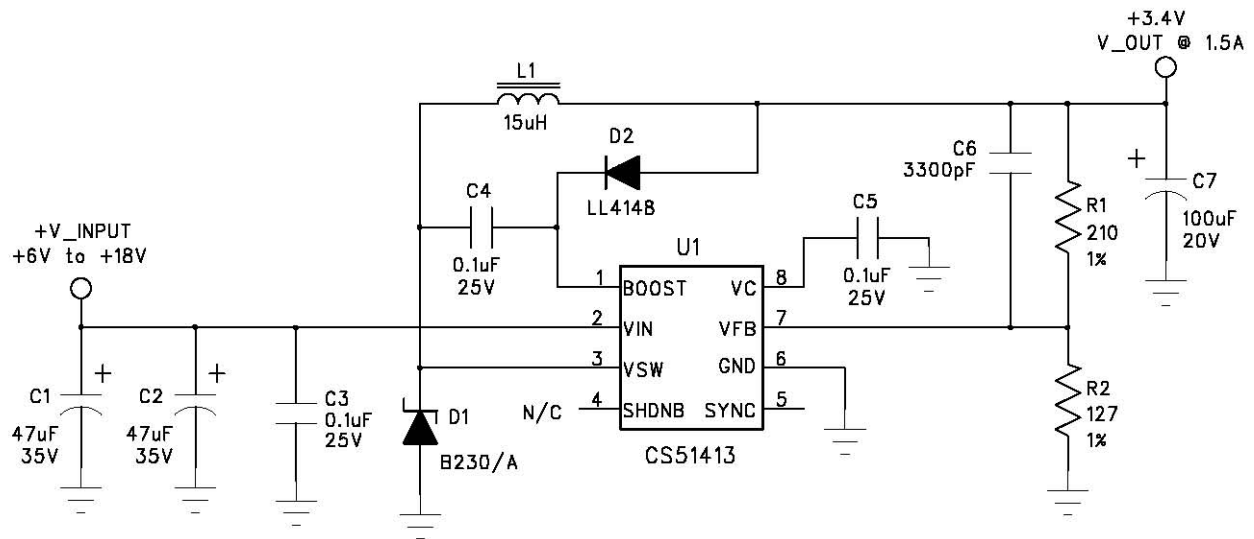 +3.4V
V_OUT @ 1.5A
L1
15uH
D2
LL4148
C6
3300pF
+
C7
100uF
20V
R1
210
1%
C4
0.1uF
25V
C5
0.1uF
25V
+V_INPUT
+6V to +18V
U1
1
BOOST
VC
8
2
VIN
VFB
7
3
VSW
GND
6
N/C
4
SHDNB
SYNC
5
CS51413
+
C1
47uF
35V
+
C2
47uF
35V
C3
0.1uF
25V
D1
B230/A
R2
127
1%